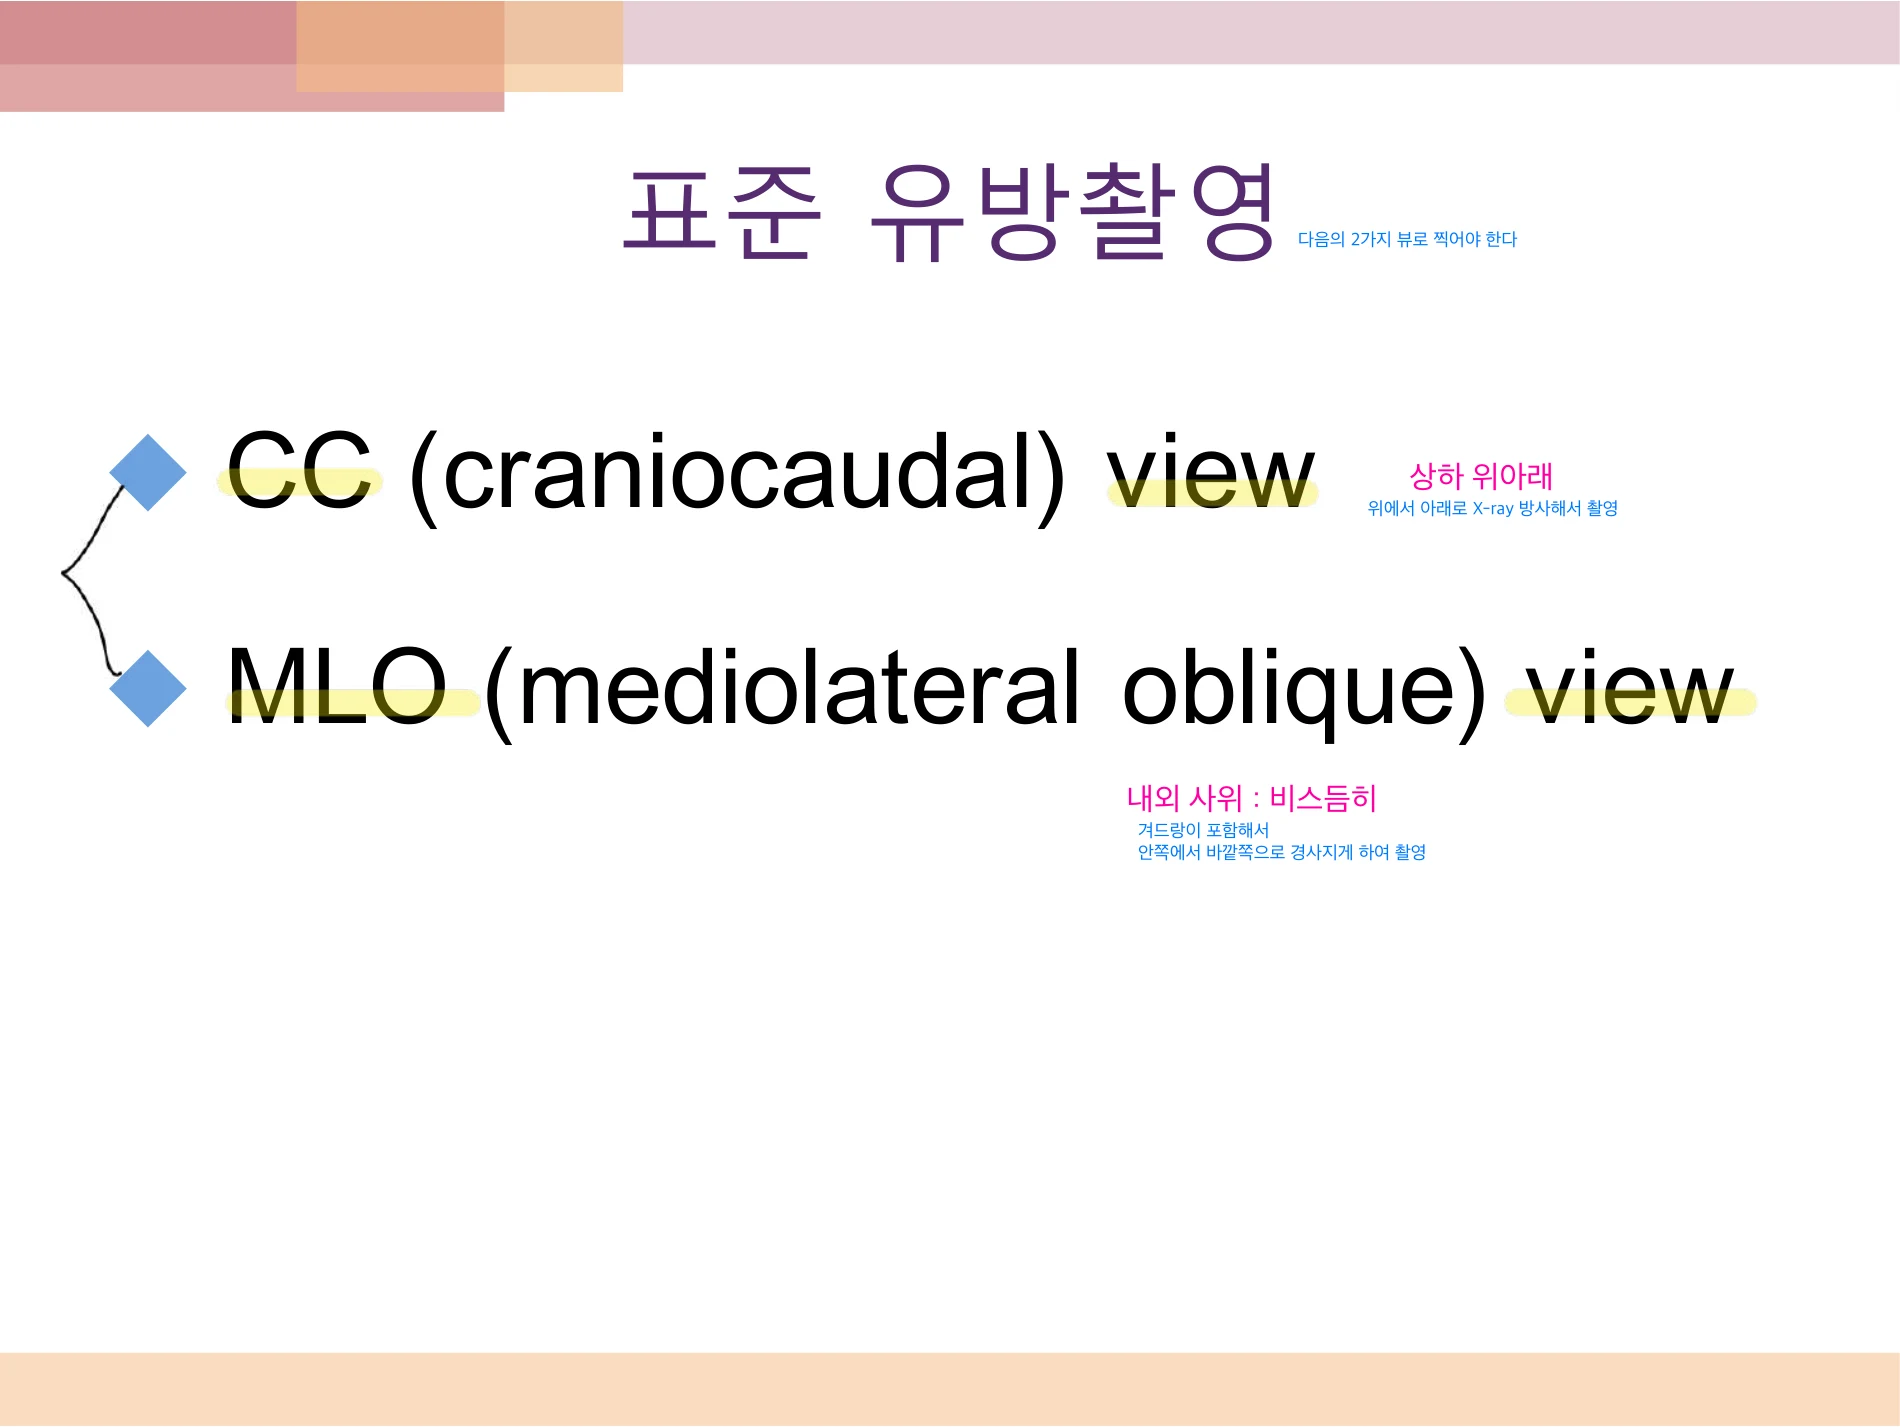 표준 유방촬영 다음의 2가지 뷰로 찍어야 한다
CC (craniocaudal) view 상하 위아래
위에서 아래로 X-ray 방사해서 촬영
MLO (mediolateral oblique) view
내외 사위 : 비스듬히
겨드랑이 포함해서
안쪽에서 바깥쪽으로 경사지게 하여 촬영